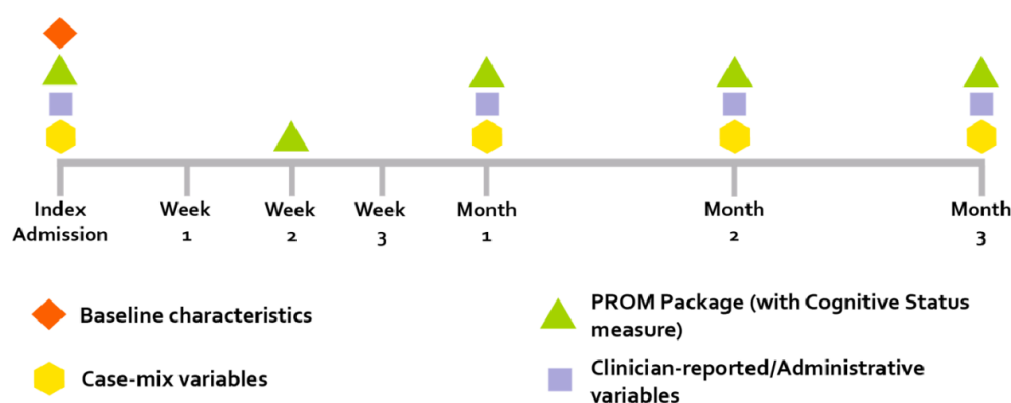 Index Admission
Week 1
Week 2
Week 3
Month 1
Month 2
Month 3
Baseline characteristics
PROM Package (with Cognitive Status
measure)
Case-mix variables
Clinician-reported/Administrative
variables